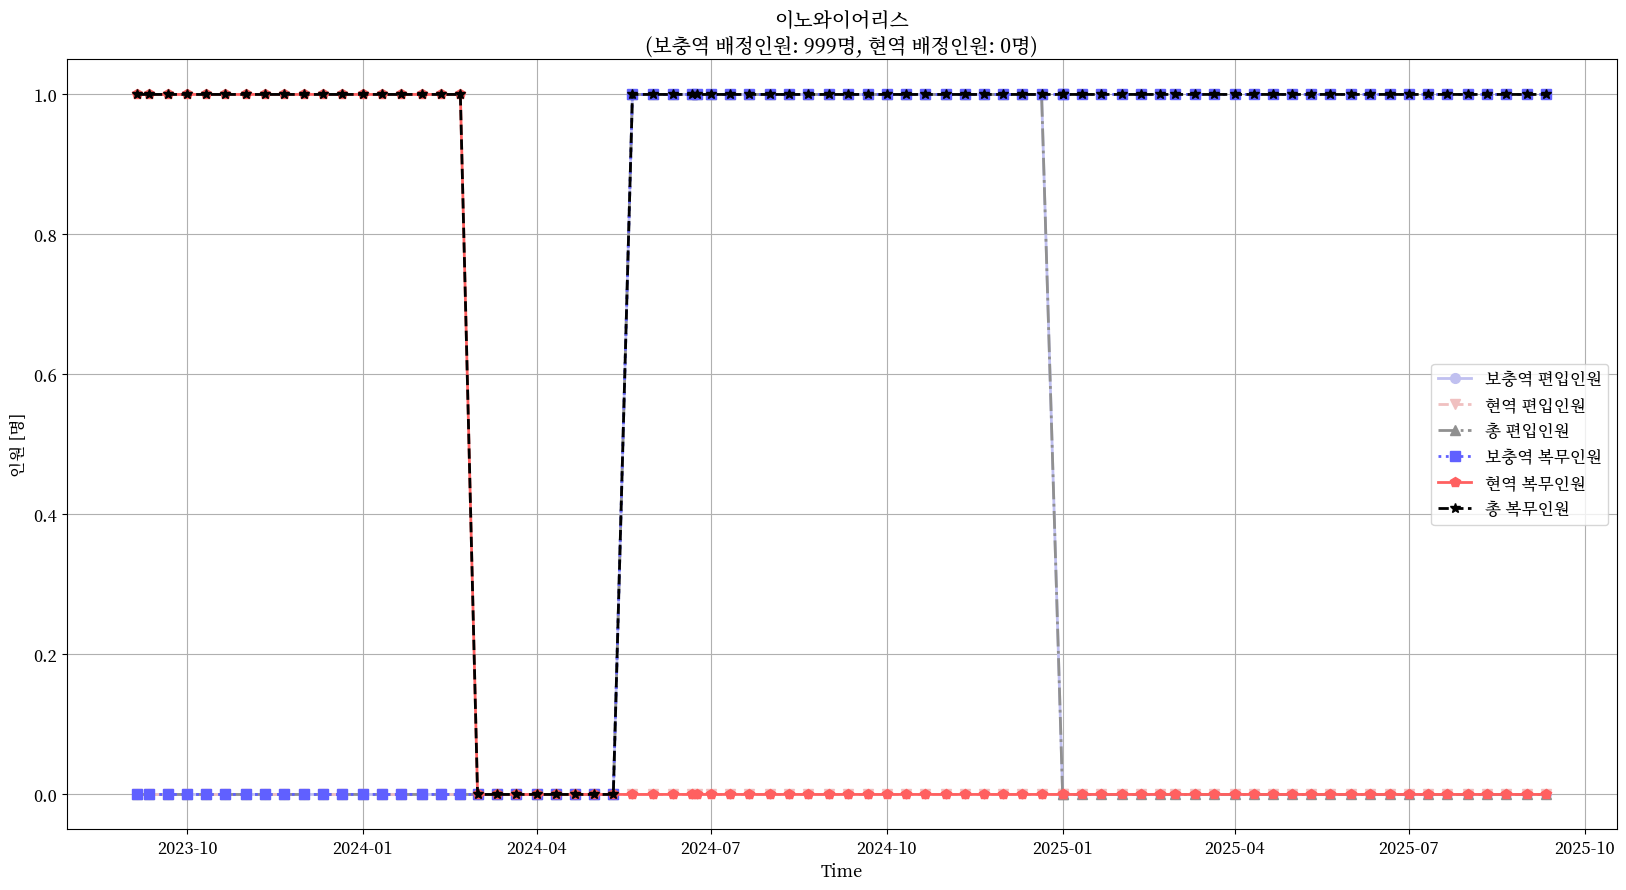 이노와이어리스
(보충역 배정인원: 999명, 현역 배정인원: 0명)
1.0
0.8
0.6
0.4
0.2
0.0
인원 [명]
보충역 편입인원
현역 편입인원
총 편입인원
보충역 복무인원
현역 복무인원
총 복무인원
2023-10
2024-01
2024-04
2024-07
2024-10
2025-01
2025-04
2025-07
2025-10
Time